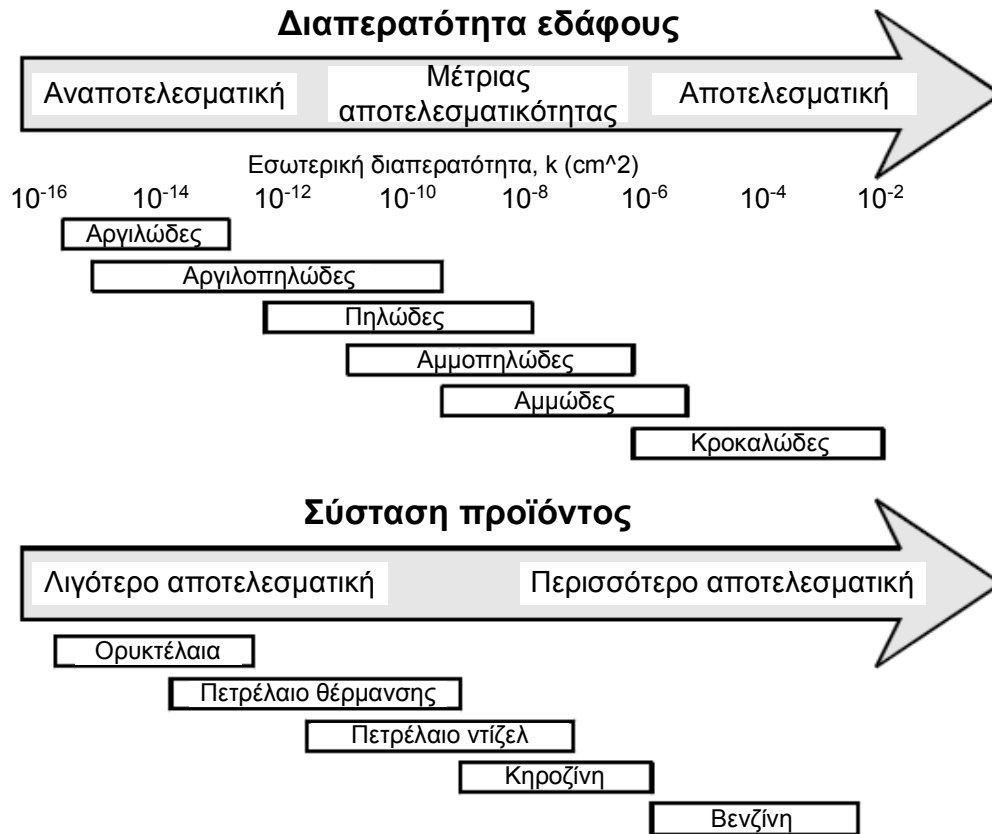 Διαπερατότητα εδάφους
Αναποτελεσματική
Μέτριας
αποτελεσματικότητας
Αποτελεσματική
Εσωτερική διαπερατότητα, k (cm^2)
10-16 10-14 10-12 10-10 10-8 10-6 10-4 10-2
Αργιλώδες
Αργιλοπηλώδες
Πηλώδες
Αμμοπηλώδες
Αμμώδες
Κροκαλώδες
Σύσταση προϊόντος
Λιγότερο αποτελεσματική Περισσότερο αποτελεσματική
Ορυκτέλαια
Πετρέλαιο θέρμανσης
Πετρέλαιο ντίζελ
Κηροζίνη
Βενζίνη